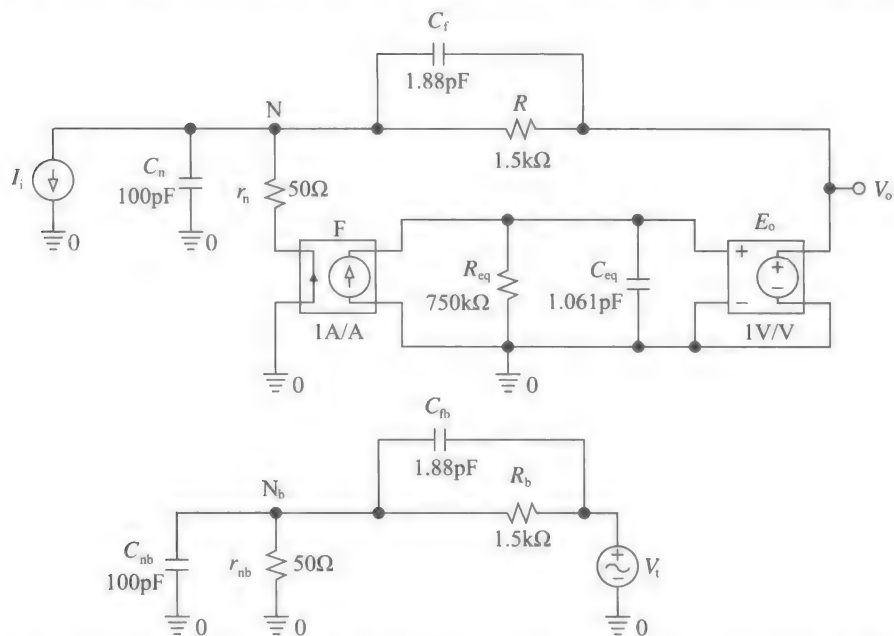 C_f
1.88pF
N
R
1.5kΩ
I_i
C_n
100pF
r_n
50Ω
V_o
0
0
F
R_eq
750kΩ
C_eq
1.061pF
E_o
+
−
+
−
1A/A
1V/V
0
0
C_fb
1.88pF
N_b
R_b
1.5kΩ
C_nb
100pF
r_nb
50Ω
+
−
V_t
0
0
0